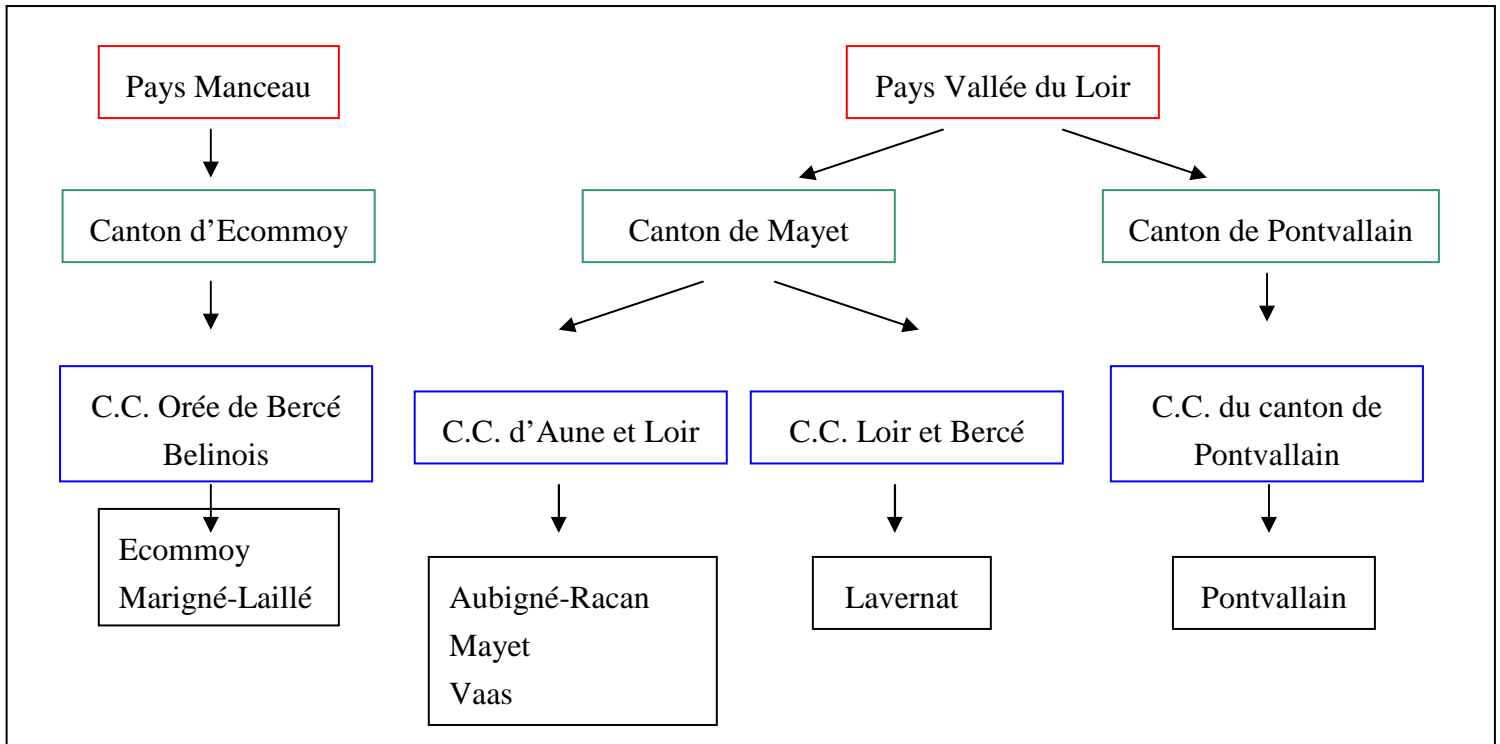 Pays Manceau
Pays Vallée du Loir
Canton d’Ecommoy
Canton de Mayet
Canton de Pontvallain
C.C. Orée de Bercé
Belinois
C.C. d’Aune et Loir
C.C. Loir et Bercé
C.C. du canton de
Pontvallain
Ecommoy
Marigné-Laillé
Aubigné-Racan
Mayet
Vaas
Lavernat
Pontvallain